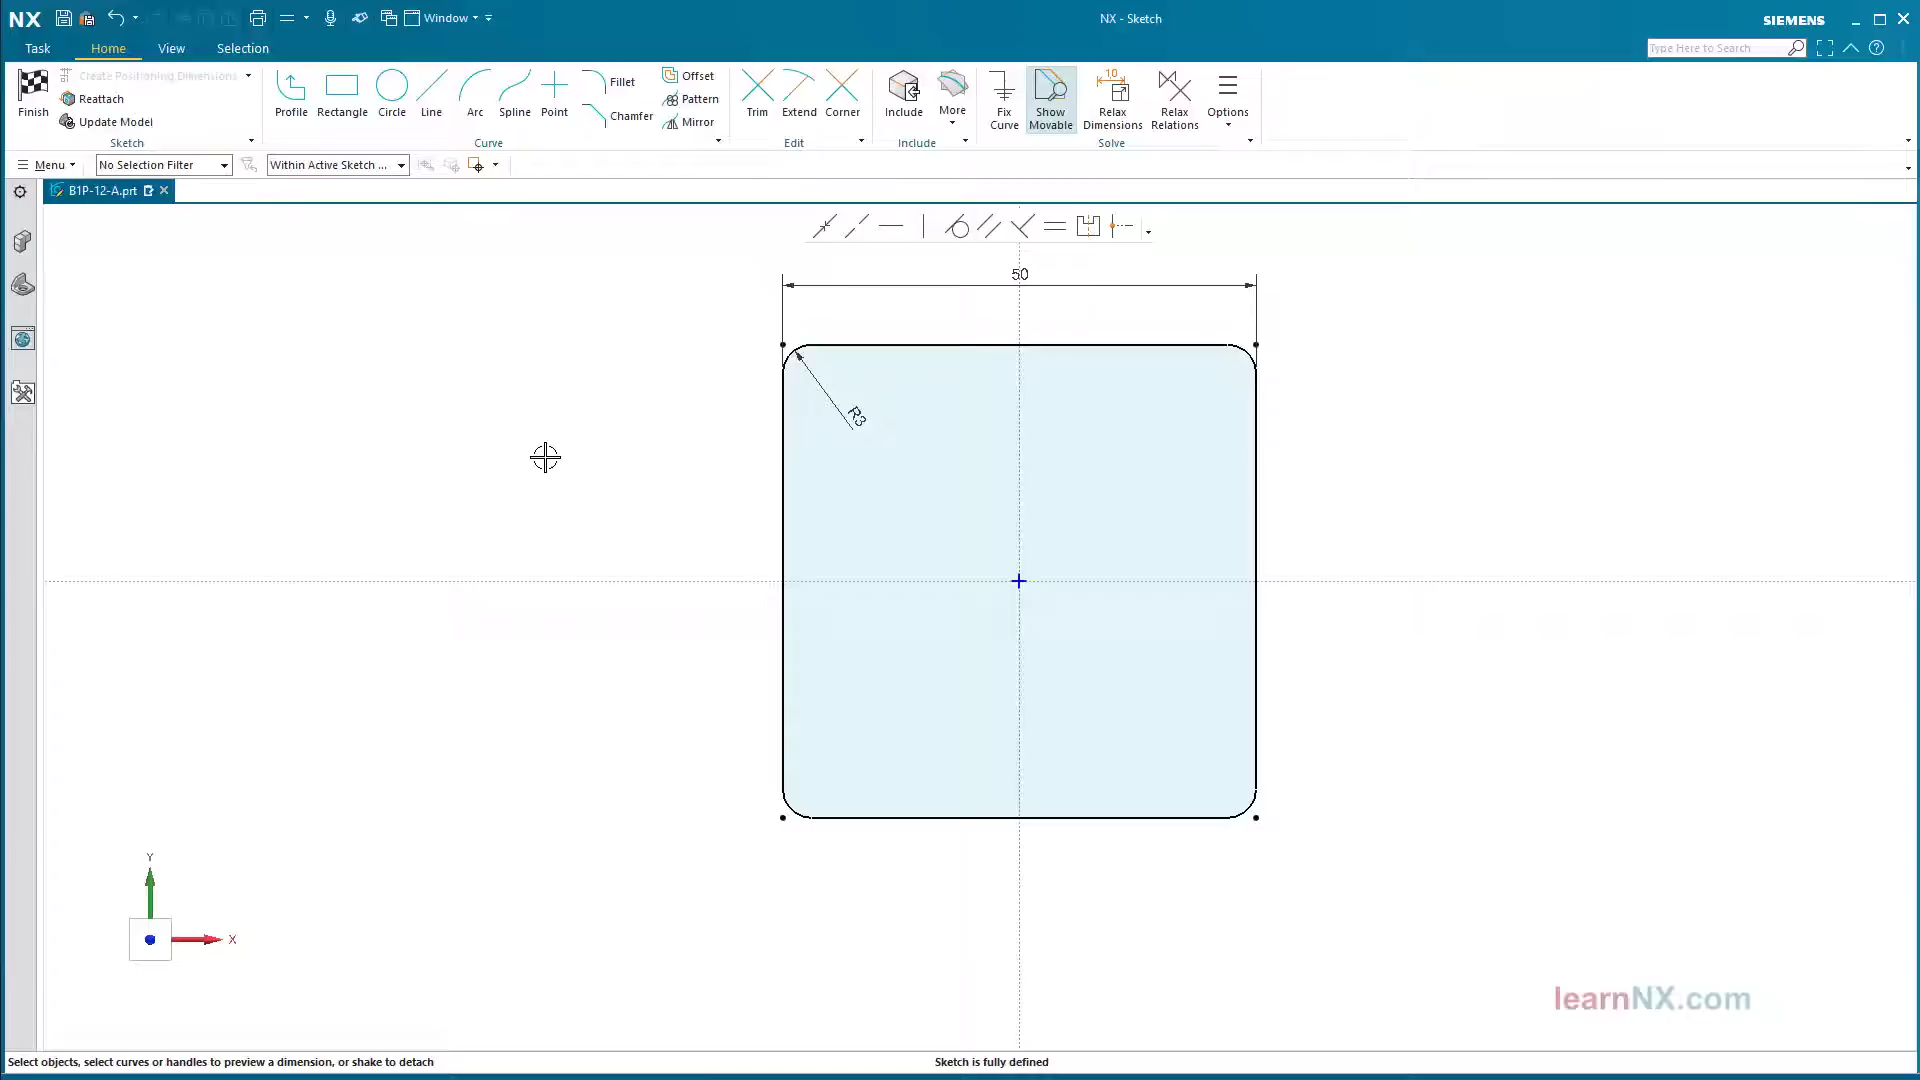 NX Window NX - Sketch SIEMENS
Task Home View Selection Type Here to Search
Create Positioning Dimensions
Reattach
Update Model
Finish
Sketch
Profile Rectangle Circle Line Arc Spline Point
Fillet
Chamfer
Offset
Pattern
Mirror
Curve
Trim Extend Corner
Edit
Include More
Include
Fix
Curve
Show
Movable
Relax
Dimensions
Relax
Relations
Options
Solve
Menu No Selection Filter Within Active Sketch ...
B1P-12-A.prt
50
R3
Y
X
learnNX.com
Select objects, select curves or handles to preview a dimension, or shake to detach Sketch is fully defined